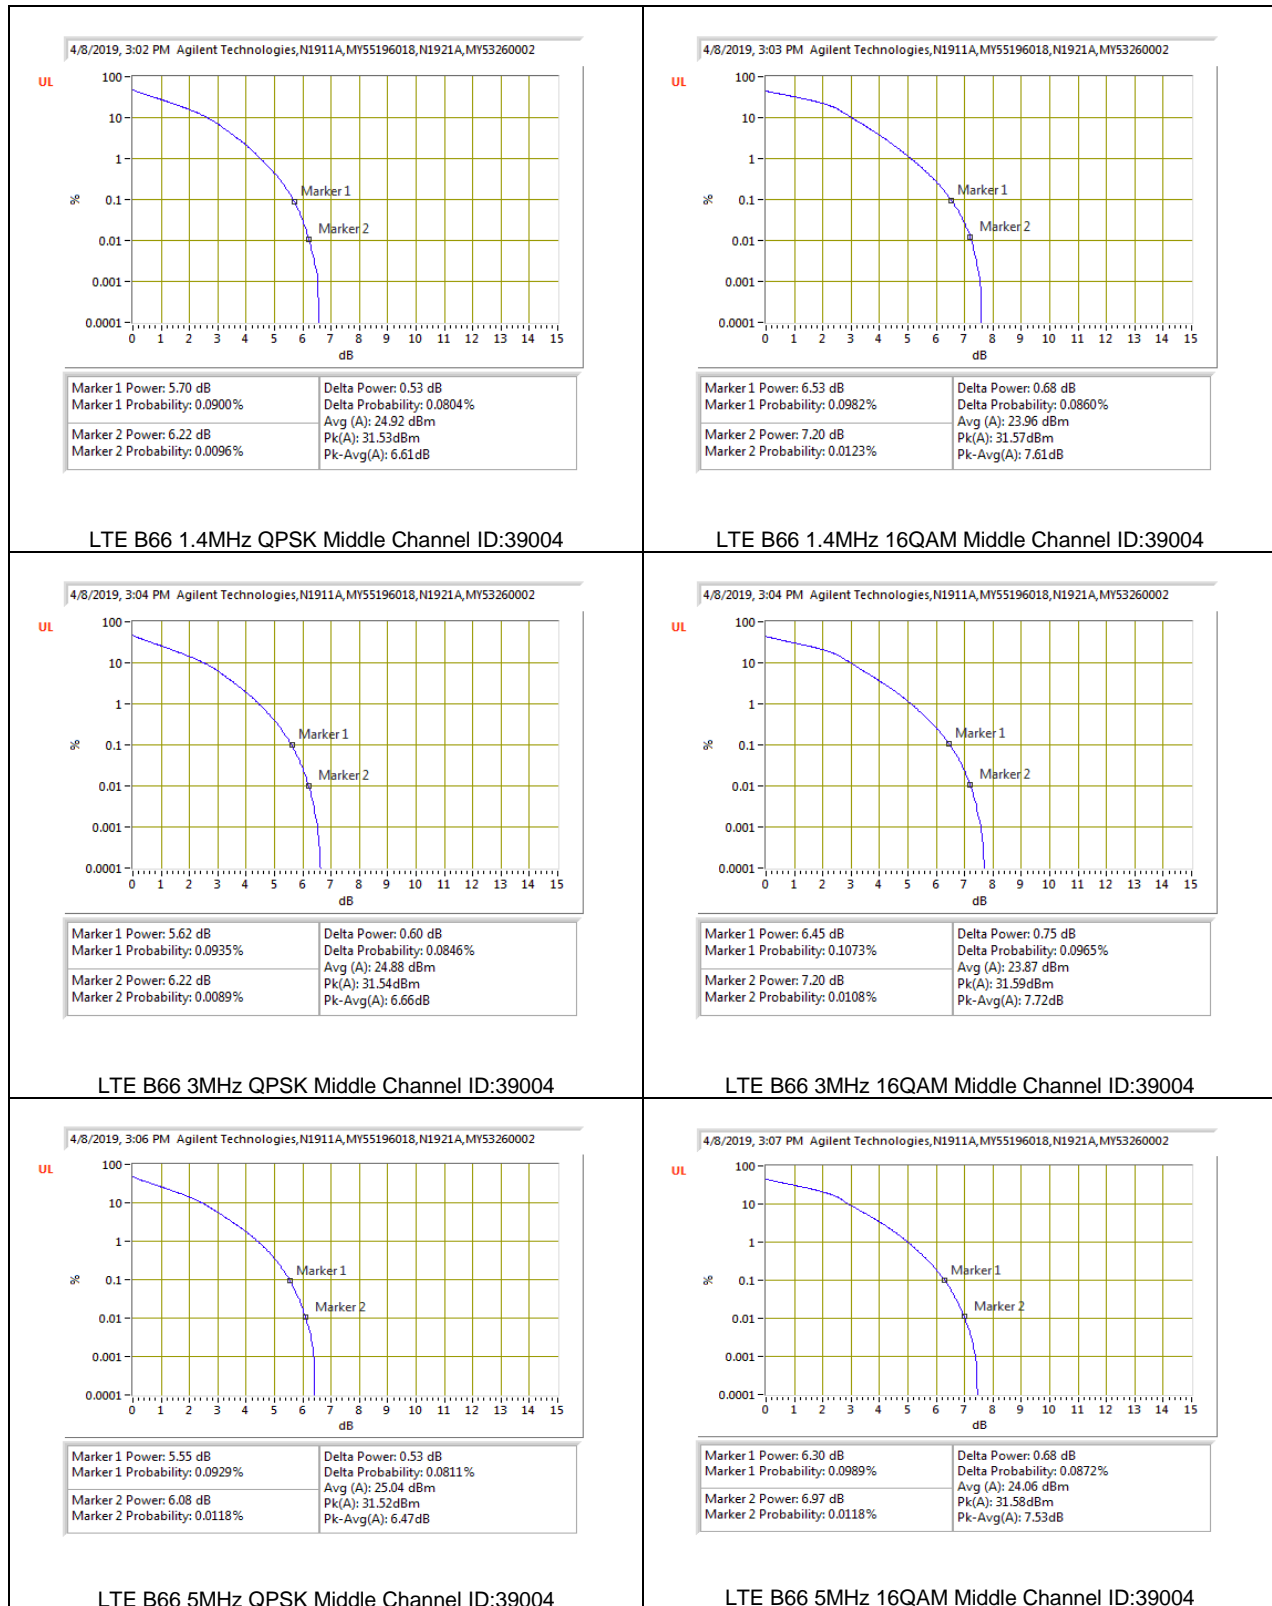 4/8/2019, 3:02 PM Agilent Technologies,N1911A,MY55196018,N1921A,MY53260002
UL
100
10
1
%
0.1
0.01
0.001
0.0001
Marker 1
Marker 2
0 1 2 3 4 5 6 7 8 9 10 11 12 13 14 15
dB
Marker 1 Power: 5.70 dB
Marker 1 Probability: 0.0900%
Marker 2 Power: 6.22 dB
Marker 2 Probability: 0.0096%
Delta Power: 0.53 dB
Delta Probability: 0.0804%
Avg (A): 24.92 dBm
Pk(A): 31.53dBm
Pk-Avg(A): 6.61dB
LTE B66 1.4MHz QPSK Middle Channel ID:39004
4/8/2019, 3:03 PM Agilent Technologies,N1911A,MY55196018,N1921A,MY53260002
UL
100
10
1
%
0.1
0.01
0.001
0.0001
Marker 1
Marker 2
0 1 2 3 4 5 6 7 8 9 10 11 12 13 14 15
dB
Marker 1 Power: 6.53 dB
Marker 1 Probability: 0.0982%
Marker 2 Power: 7.20 dB
Marker 2 Probability: 0.0123%
Delta Power: 0.68 dB
Delta Probability: 0.0860%
Avg (A): 23.96 dBm
Pk(A): 31.57dBm
Pk-Avg(A): 7.61dB
LTE B66 1.4MHz 16QAM Middle Channel ID:39004
4/8/2019, 3:04 PM Agilent Technologies,N1911A,MY55196018,N1921A,MY53260002
UL
100
10
1
%
0.1
0.01
0.001
0.0001
Marker 1
Marker 2
0 1 2 3 4 5 6 7 8 9 10 11 12 13 14 15
dB
Marker 1 Power: 5.62 dB
Marker 1 Probability: 0.0935%
Marker 2 Power: 6.22 dB
Marker 2 Probability: 0.0089%
Delta Power: 0.60 dB
Delta Probability: 0.0846%
Avg (A): 24.88 dBm
Pk(A): 31.54dBm
Pk-Avg(A): 6.66dB
LTE B66 3MHz QPSK Middle Channel ID:39004
4/8/2019, 3:04 PM Agilent Technologies,N1911A,MY55196018,N1921A,MY53260002
UL
100
10
1
%
0.1
0.01
0.001
0.0001
Marker 1
Marker 2
0 1 2 3 4 5 6 7 8 9 10 11 12 13 14 15
dB
Marker 1 Power: 6.45 dB
Marker 1 Probability: 0.1073%
Marker 2 Power: 7.20 dB
Marker 2 Probability: 0.0108%
Delta Power: 0.75 dB
Delta Probability: 0.0965%
Avg (A): 23.87 dBm
Pk(A): 31.59dBm
Pk-Avg(A): 7.72dB
LTE B66 3MHz 16QAM Middle Channel ID:39004
4/8/2019, 3:06 PM Agilent Technologies,N1911A,MY55196018,N1921A,MY53260002
UL
100
10
1
%
0.1
0.01
0.001
0.0001
Marker 1
Marker 2
0 1 2 3 4 5 6 7 8 9 10 11 12 13 14 15
dB
Marker 1 Power: 5.55 dB
Marker 1 Probability: 0.0929%
Marker 2 Power: 6.08 dB
Marker 2 Probability: 0.0118%
Delta Power: 0.53 dB
Delta Probability: 0.0811%
Avg (A): 25.04 dBm
Pk(A): 31.52dBm
Pk-Avg(A): 6.47dB
LTE B66 5MHz QPSK Middle Channel ID:39004
4/8/2019, 3:07 PM Agilent Technologies,N1911A,MY55196018,N1921A,MY53260002
UL
100
10
1
%
0.1
0.01
0.001
0.0001
Marker 1
Marker 2
0 1 2 3 4 5 6 7 8 9 10 11 12 13 14 15
dB
Marker 1 Power: 6.30 dB
Marker 1 Probability: 0.0989%
Marker 2 Power: 6.97 dB
Marker 2 Probability: 0.0118%
Delta Power: 0.68 dB
Delta Probability: 0.0872%
Avg (A): 24.06 dBm
Pk(A): 31.58dBm
Pk-Avg(A): 7.53dB
LTE B66 5MHz 16QAM Middle Channel ID:39004